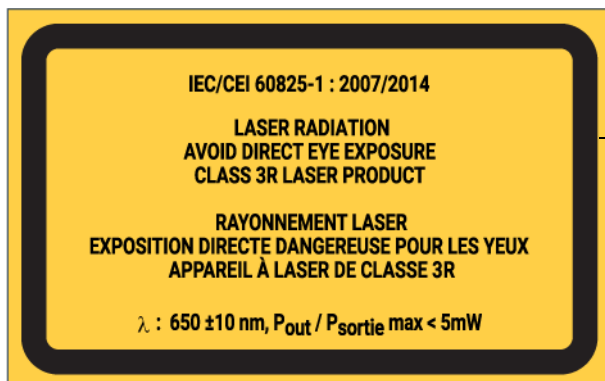 IEC/CEI 60825-1 : 2007/2014
LASER RADIATION
AVOID DIRECT EYE EXPOSURE
CLASS 3R LASER PRODUCT
RAYONNEMENT LASER
EXPOSITION DIRECTE DANGEREUSE POUR LES YEUX
APPAREIL À LASER DE CLASSE 3R
λ : 650 ±10 nm, Pout / Psortie max < 5mW